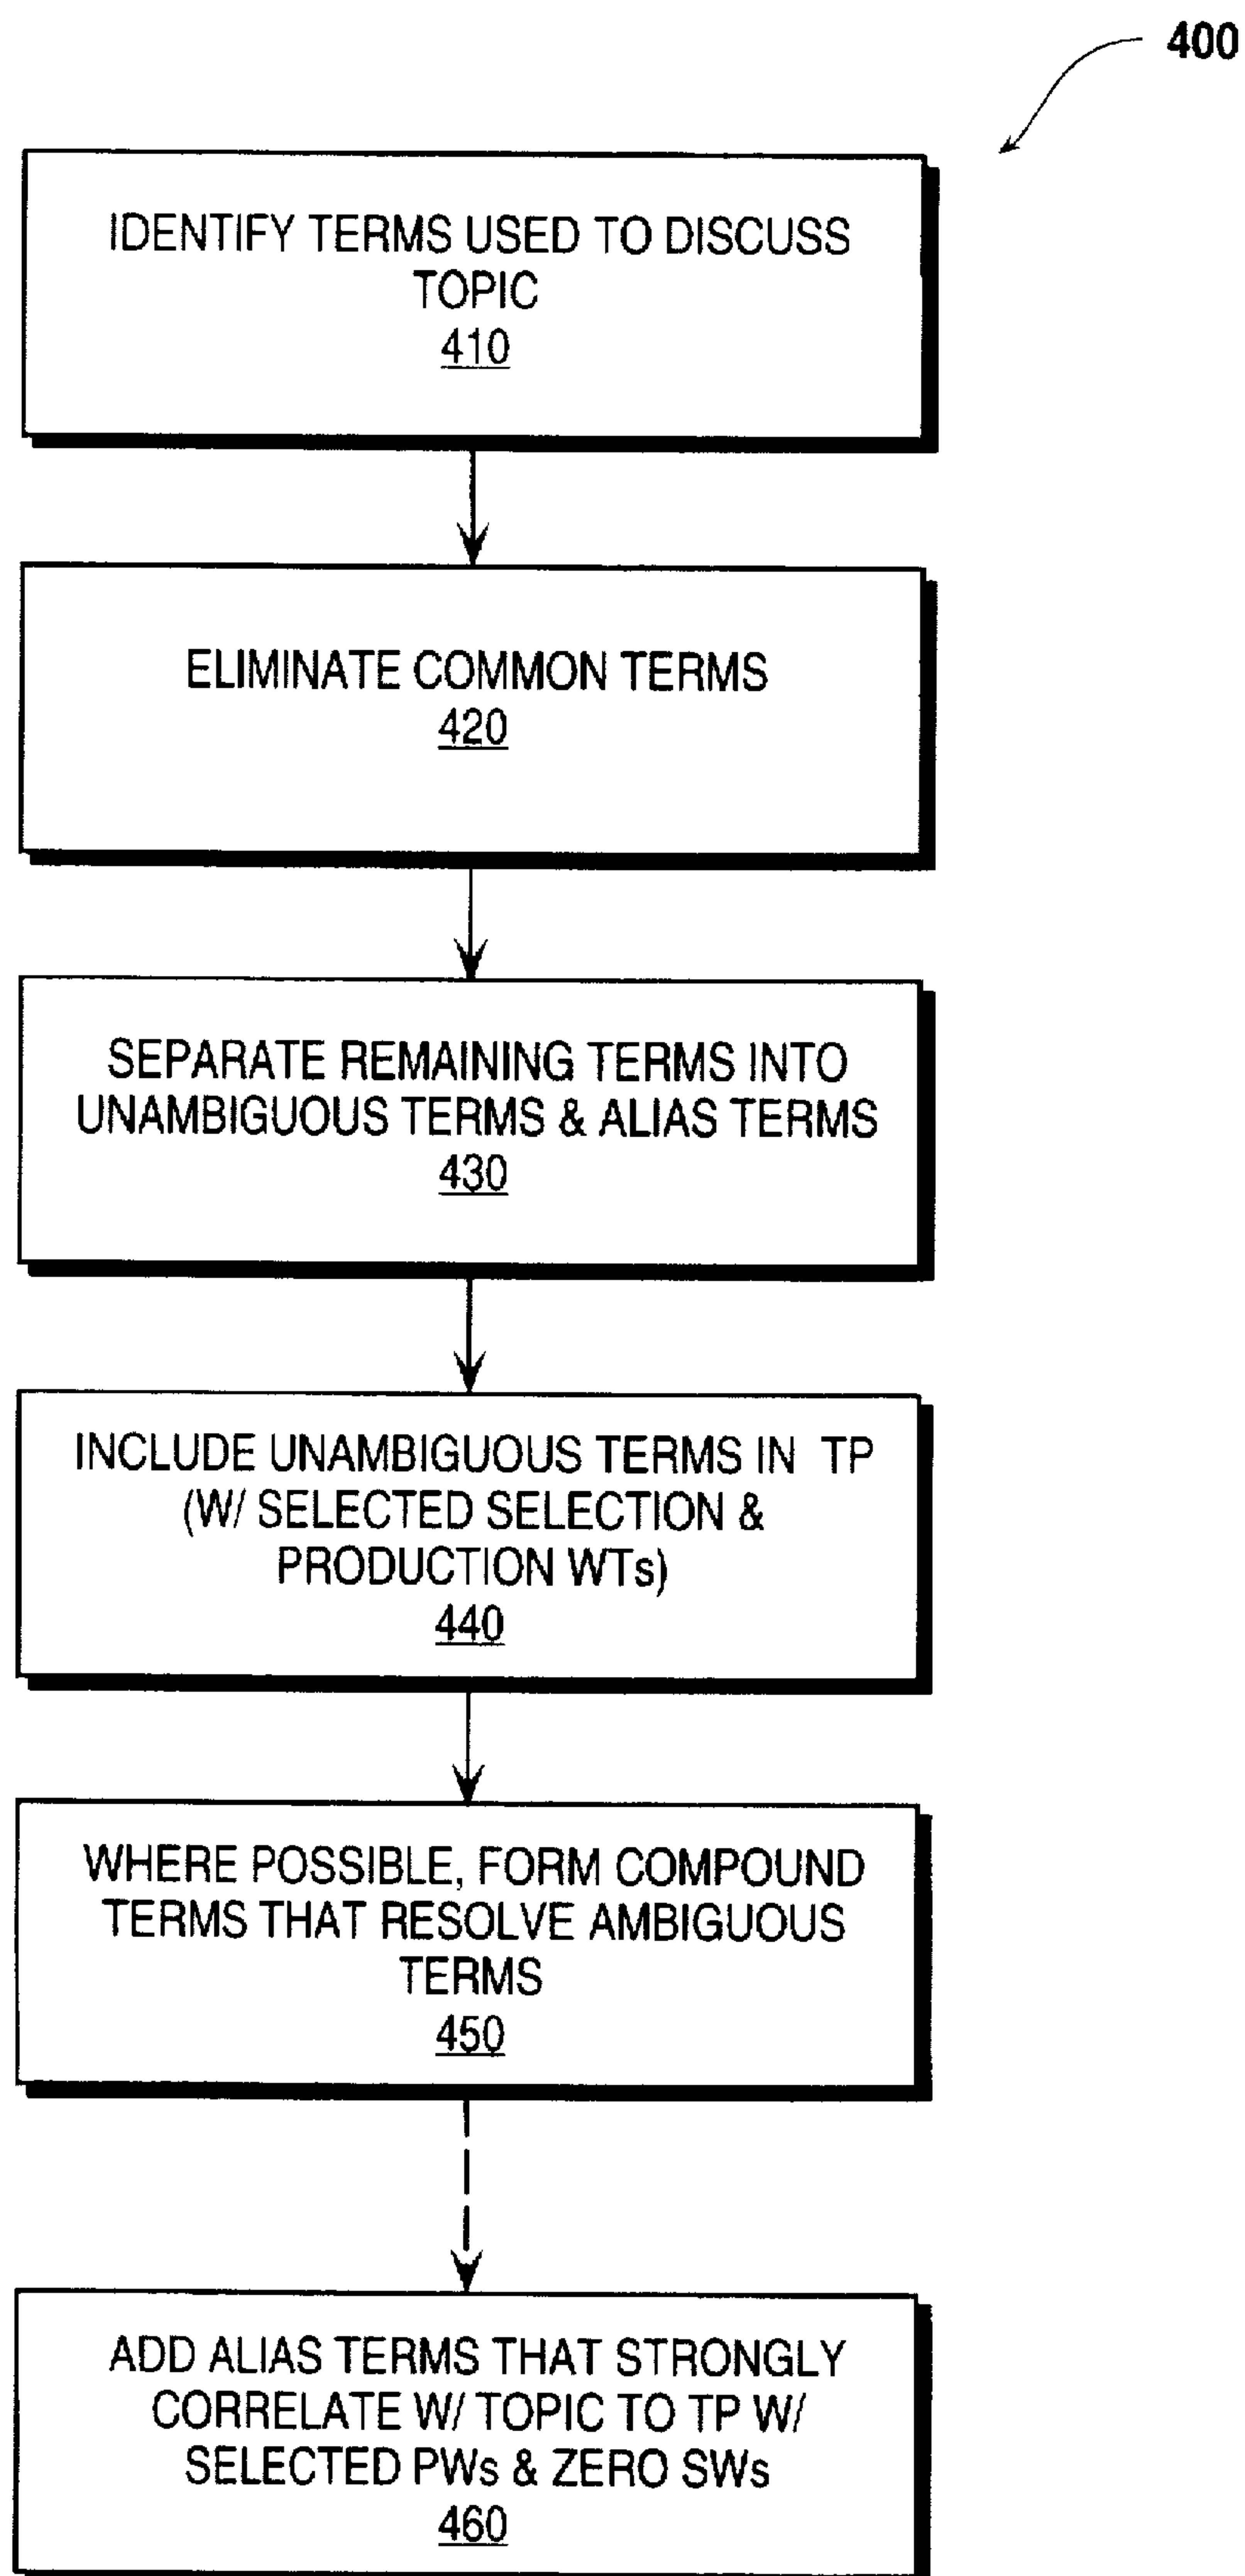 400
IDENTIFY TERMS USED TO DISCUSS
TOPIC
410
ELIMINATE COMMON TERMS
420
SEPARATE REMAINING TERMS INTO
UNAMBIGUOUS TERMS & ALIAS TERMS
430
INCLUDE UNAMBIGUOUS TERMS IN TP
(W/ SELECTED SELECTION &
PRODUCTION WTs)
440
WHERE POSSIBLE, FORM COMPOUND
TERMS THAT RESOLVE AMBIGUOUS
TERMS
450
ADD ALIAS TERMS THAT STRONGLY
CORRELATE W/ TOPIC TO TP W/
SELECTED PWs & ZERO SWs
460